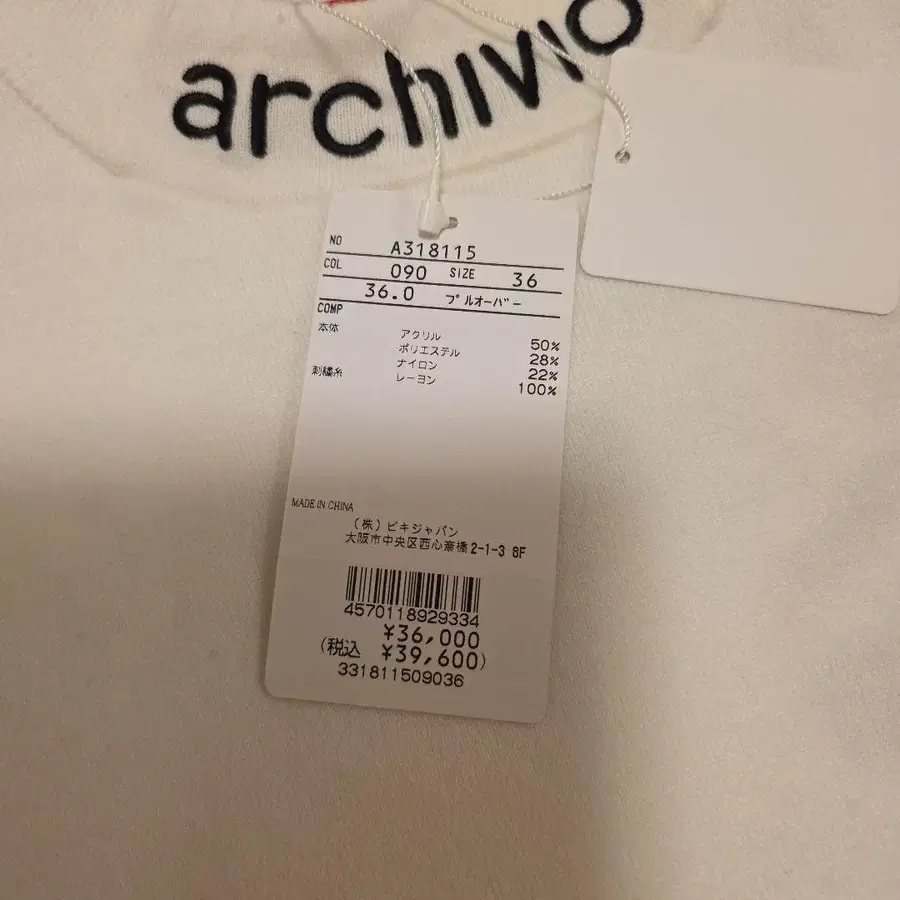 archivio
NO A318115
COL 090 SIZE 36
36.0 プルオーバー
COMP
本体 アクリル 50%
ポリエステル 28%
ナイロン 22%
刺繍糸 レーヨン 100%
MADE IN CHINA
(株)ビキジャパン
大阪市中央区西心斎橋2-1-3 8F
4570118929334
¥36,000
(税込 ¥39,600)
331811509036